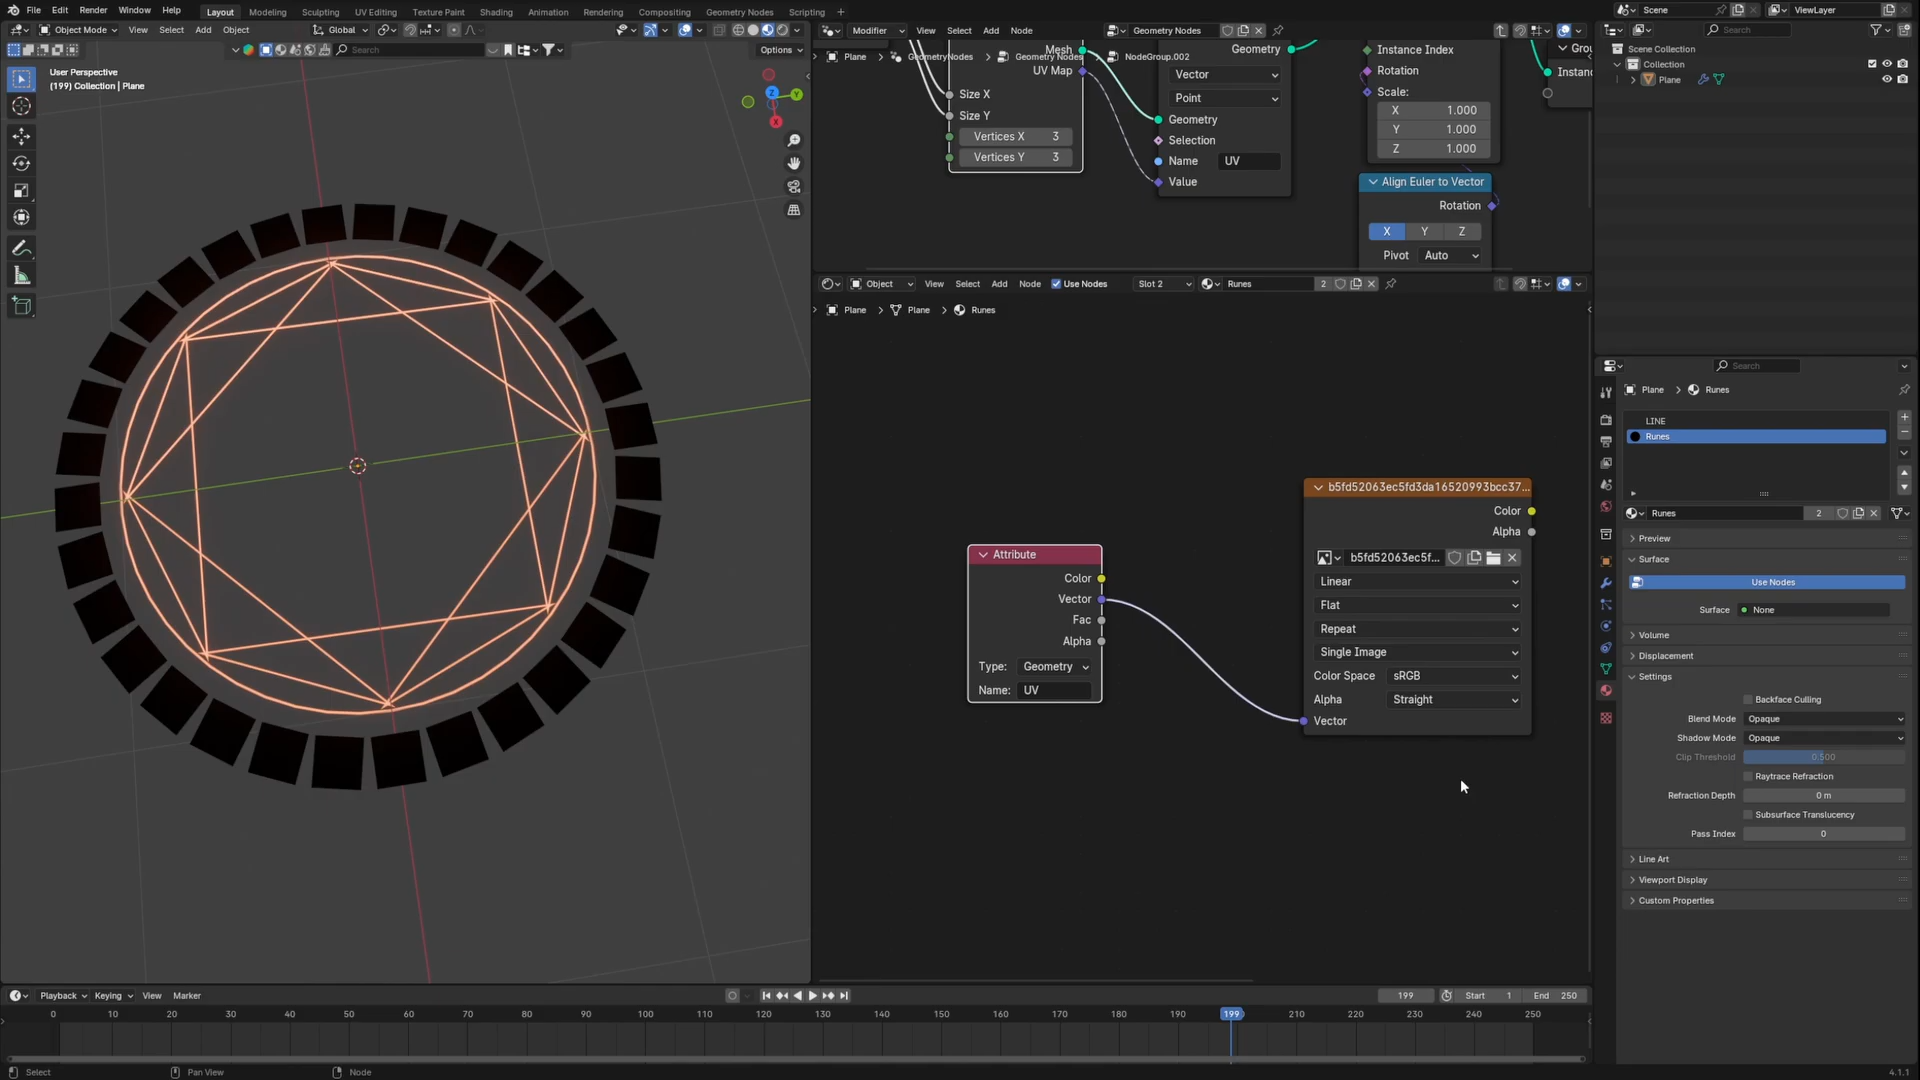 File Edit Render Window Help Layout Modeling Sculpting UV Editing Texture Paint Shading Animation Rendering Compositing Geometry Nodes Scripting + Scene ViewLayer
Object Mode View Select Add Object Global
Search Options
User Perspective
(199) Collection | Plane
Z Y X
Modifier View Select Add Node Geometry Nodes
Plane GeometryNodes Geometry Nodes NodeGroup.002
Mesh
UV Map
Size X
Size Y
Vertices X 3
Vertices Y 3
Geometry
Vector
Point
Geometry
Selection
Name UV
Value
Instance Index
Rotation
Scale:
X 1.000
Y 1.000
Z 1.000
Align Euler to Vector
Rotation
X Y Z
Pivot Auto
Object View Select Add Node Use Nodes Slot 2 Runes 2
Plane Plane Runes
Attribute
Color
Vector
Fac
Alpha
Type: Geometry
Name: UV
b5fd52063ec5fd3da16520993bcc37...
Color
Alpha
b5fd52063ec5f...
Linear
Flat
Repeat
Single Image
Color Space sRGB
Alpha Straight
Vector
Search
Scene Collection
Collection
Plane
Search
Plane Runes
LINE
Runes
Runes 2
Preview
Surface
Use Nodes
Surface None
Volume
Displacement
Settings
Backface Culling
Blend Mode Opaque
Shadow Mode Opaque
Clip Threshold 0.500
Raytrace Refraction
Refraction Depth 0 m
Subsurface Translucency
Pass Index 0
Line Art
Viewport Display
Custom Properties
Playback Keying View Marker 199 Start 1 End 250
0 10 20 30 40 50 60 70 80 90 100 110 120 130 140 150 160 170 180 190 199 210 220 230 240 250
Select Pan View Node 4.1.1